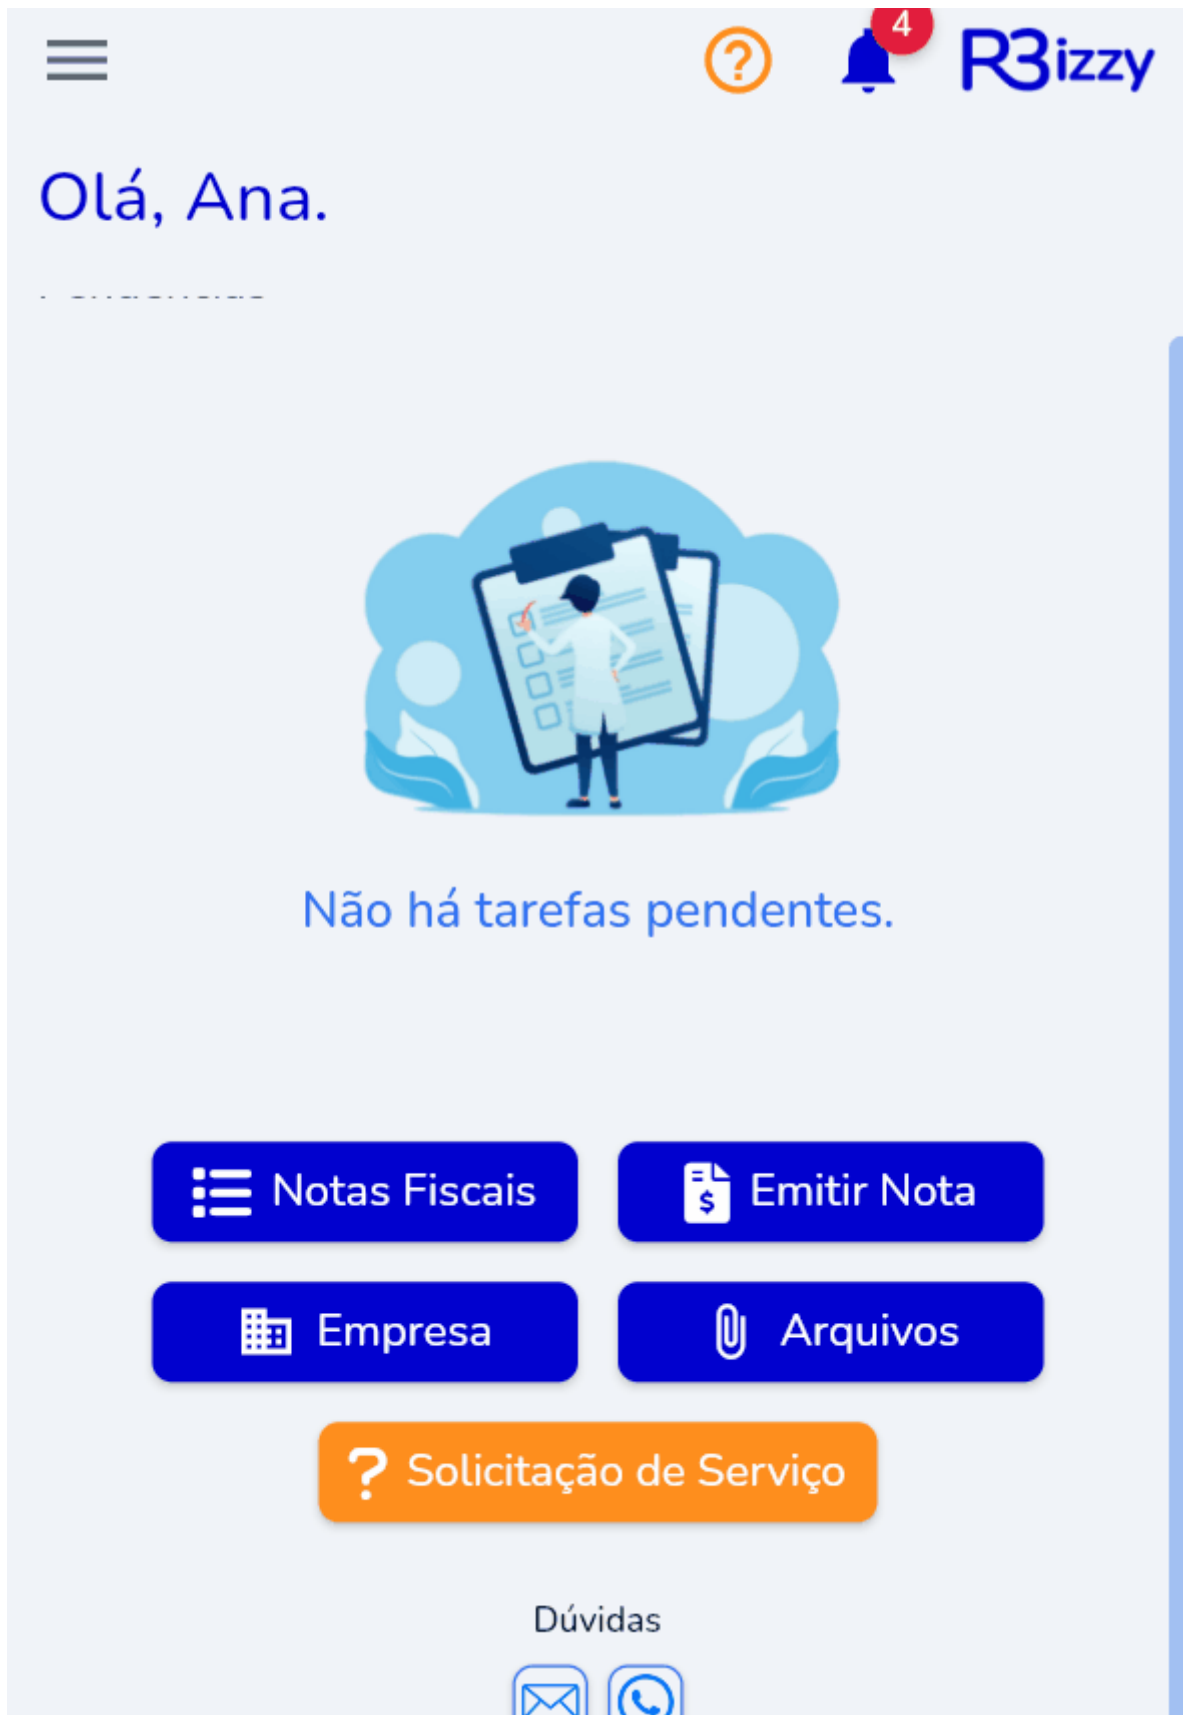 4
R3izzy
Olá, Ana.
Não há tarefas pendentes.
Notas Fiscais
Emitir Nota
Empresa
Arquivos
Solicitação de Serviço
Dúvidas